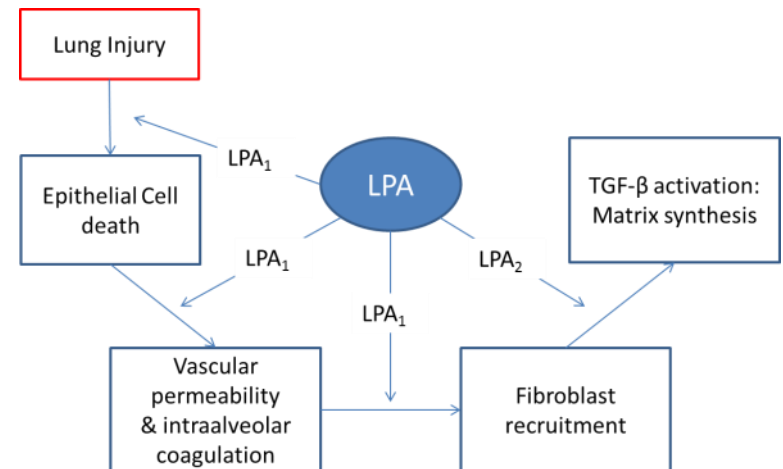 Lung Injury
LPA₁
LPA
Epithelial Cell
death
TGF-β activation:
Matrix synthesis
LPA₁
LPA₂
LPA₁
Vascular
permeability
& intraalveolar
coagulation
Fibroblast
recruitment